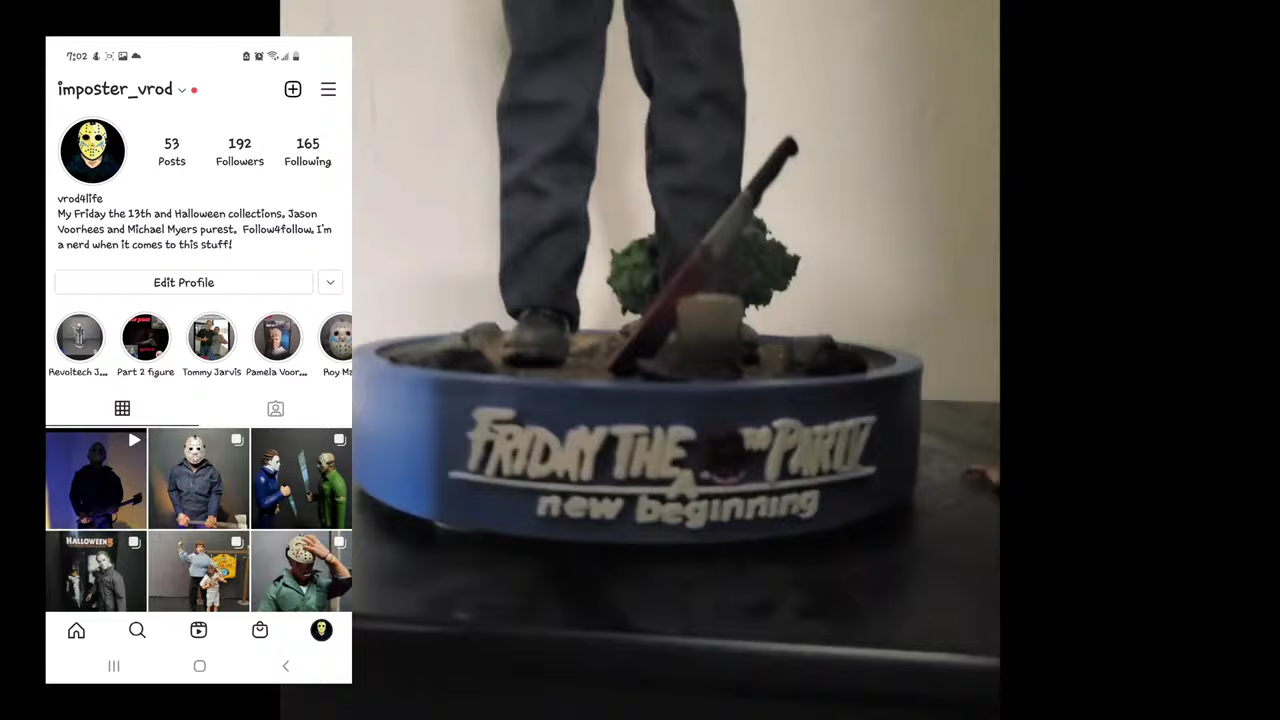 7:02
imposter_vrod
53
192
165
Posts
Followers
Following
vrod4life
My Friday the 13th and Halloween collections. Jason
Voorhees and Michael Myers purest. Follow4follow. I'm
a nerd when it comes to this stuff!
Edit Profile
Revoltech J...
Part 2 figure
Tommy Jarvis
Pamela Voor...
Roy Ma
HALLOWEEN 5
FRIDAY THE
TH PART V
A
new beginning